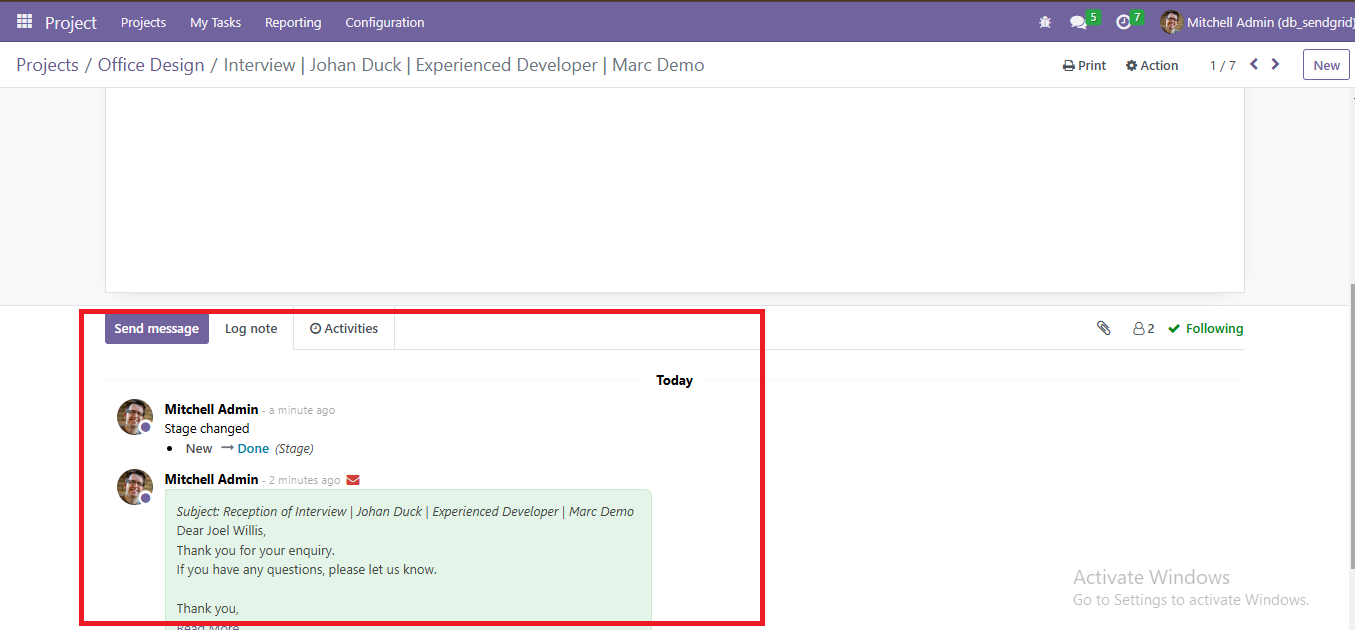 Project Projects My Tasks Reporting Configuration 5 7 Mitchell Admin (db_sendgrid)
Projects / Office Design / Interview | Johan Duck | Experienced Developer | Marc Demo Print Action 1 / 7 New
Send message Log note Activities 2 Following
Today
Mitchell Admin - a minute ago
Stage changed
New Done (Stage)
Mitchell Admin - 2 minutes ago
Subject: Reception of Interview | Johan Duck | Experienced Developer | Marc Demo
Dear Joel Willis,
Thank you for your enquiry.
If you have any questions, please let us know.
Thank you,
Read More
Activate Windows
Go to Settings to activate Windows.